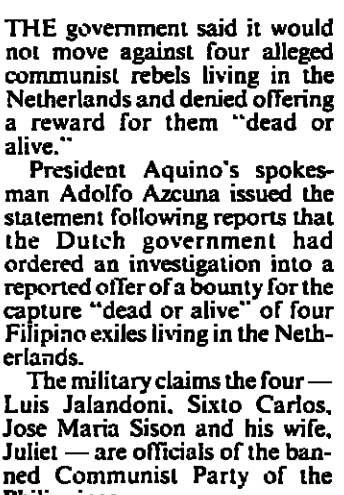 THE government said it would
not move against four alleged
communist rebels living in the
Netherlands and denied offering
a reward for them "dead or
alive."
President Aquino's spokes-
man Adolfo Azcuna issued the
statement following reports that
the Dutch government had
ordered an investigation into a
reported offer of a bounty for the
capture "dead or alive" of four
Filipino exiles living in the Neth-
erlands.
The military claims the four —
Luis Jalandoni, Sixto Carlos,
Jose Maria Sison and his wife,
Juliet — are officials of the ban-
ned Communist Party of the